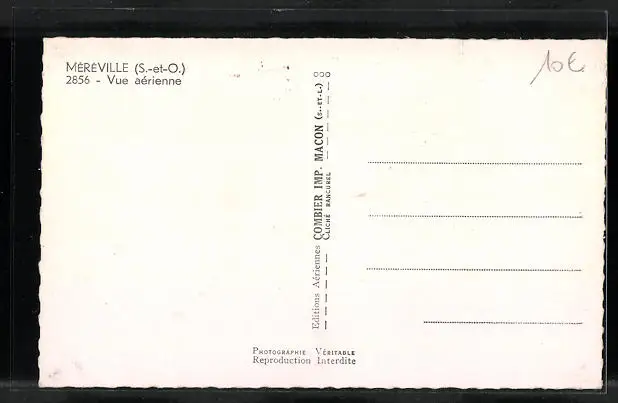 MÉRÉVILLE (S.-et-O.)
2856 - Vue aérienne
10€
Editions Aériennes COMBIER IMP. MACON (S.-ET-L.)
CLICHÉ RANCUREL
PHOTOGRAPHIE VÉRITABLE
Reproduction Interdite